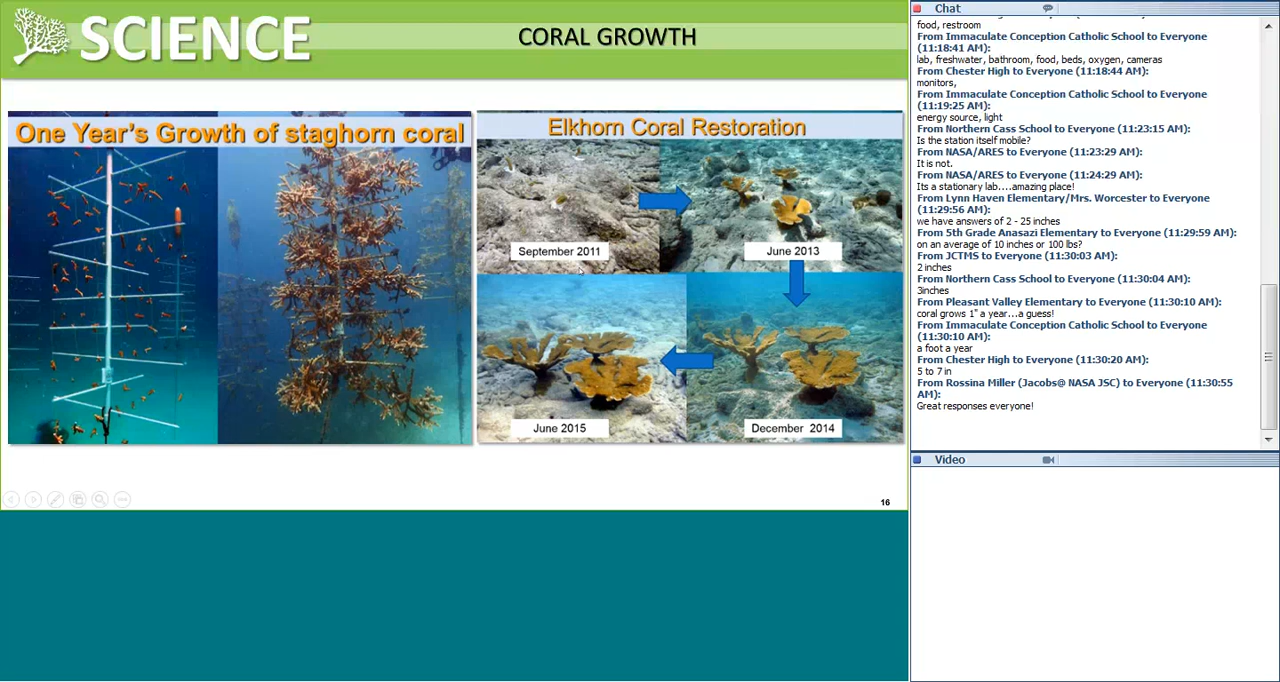 SCIENCE
CORAL GROWTH
One Year's Growth of staghorn coral
Elkhorn Coral Restoration
September 2011
June 2013
June 2015
December 2014
16
Chat
food, restroom
From Immaculate Conception Catholic School to Everyone
(11:18:41 AM):
lab, freshwater, bathroom, food, beds, oxygen, cameras
From Chester High to Everyone (11:18:44 AM):
monitors,
From Immaculate Conception Catholic School to Everyone
(11:19:25 AM):
energy source, light
From Northern Cass School to Everyone (11:23:15 AM):
Is the station itself mobile?
From NASA/ARES to Everyone (11:23:29 AM):
It is not.
From NASA/ARES to Everyone (11:24:29 AM):
Its a stationary lab....amazing place!
From Lynn Haven Elementary/Mrs. Worcester to Everyone
(11:29:56 AM):
we have answers of 2 - 25 inches
From 5th Grade Anasazi Elementary to Everyone (11:29:59 AM):
on an average of 10 inches or 100 lbs?
From JCTMS to Everyone (11:30:03 AM):
2 inches
From Northern Cass School to Everyone (11:30:04 AM):
3inches
From Pleasant Valley Elementary to Everyone (11:30:10 AM):
coral grows 1" a year...a guess!
From Immaculate Conception Catholic School to Everyone
(11:30:10 AM):
a foot a year
From Chester High to Everyone (11:30:20 AM):
5 to 7 in
From Rossina Miller (Jacobs@ NASA JSC) to Everyone (11:30:55
AM):
Great responses everyone!
Video